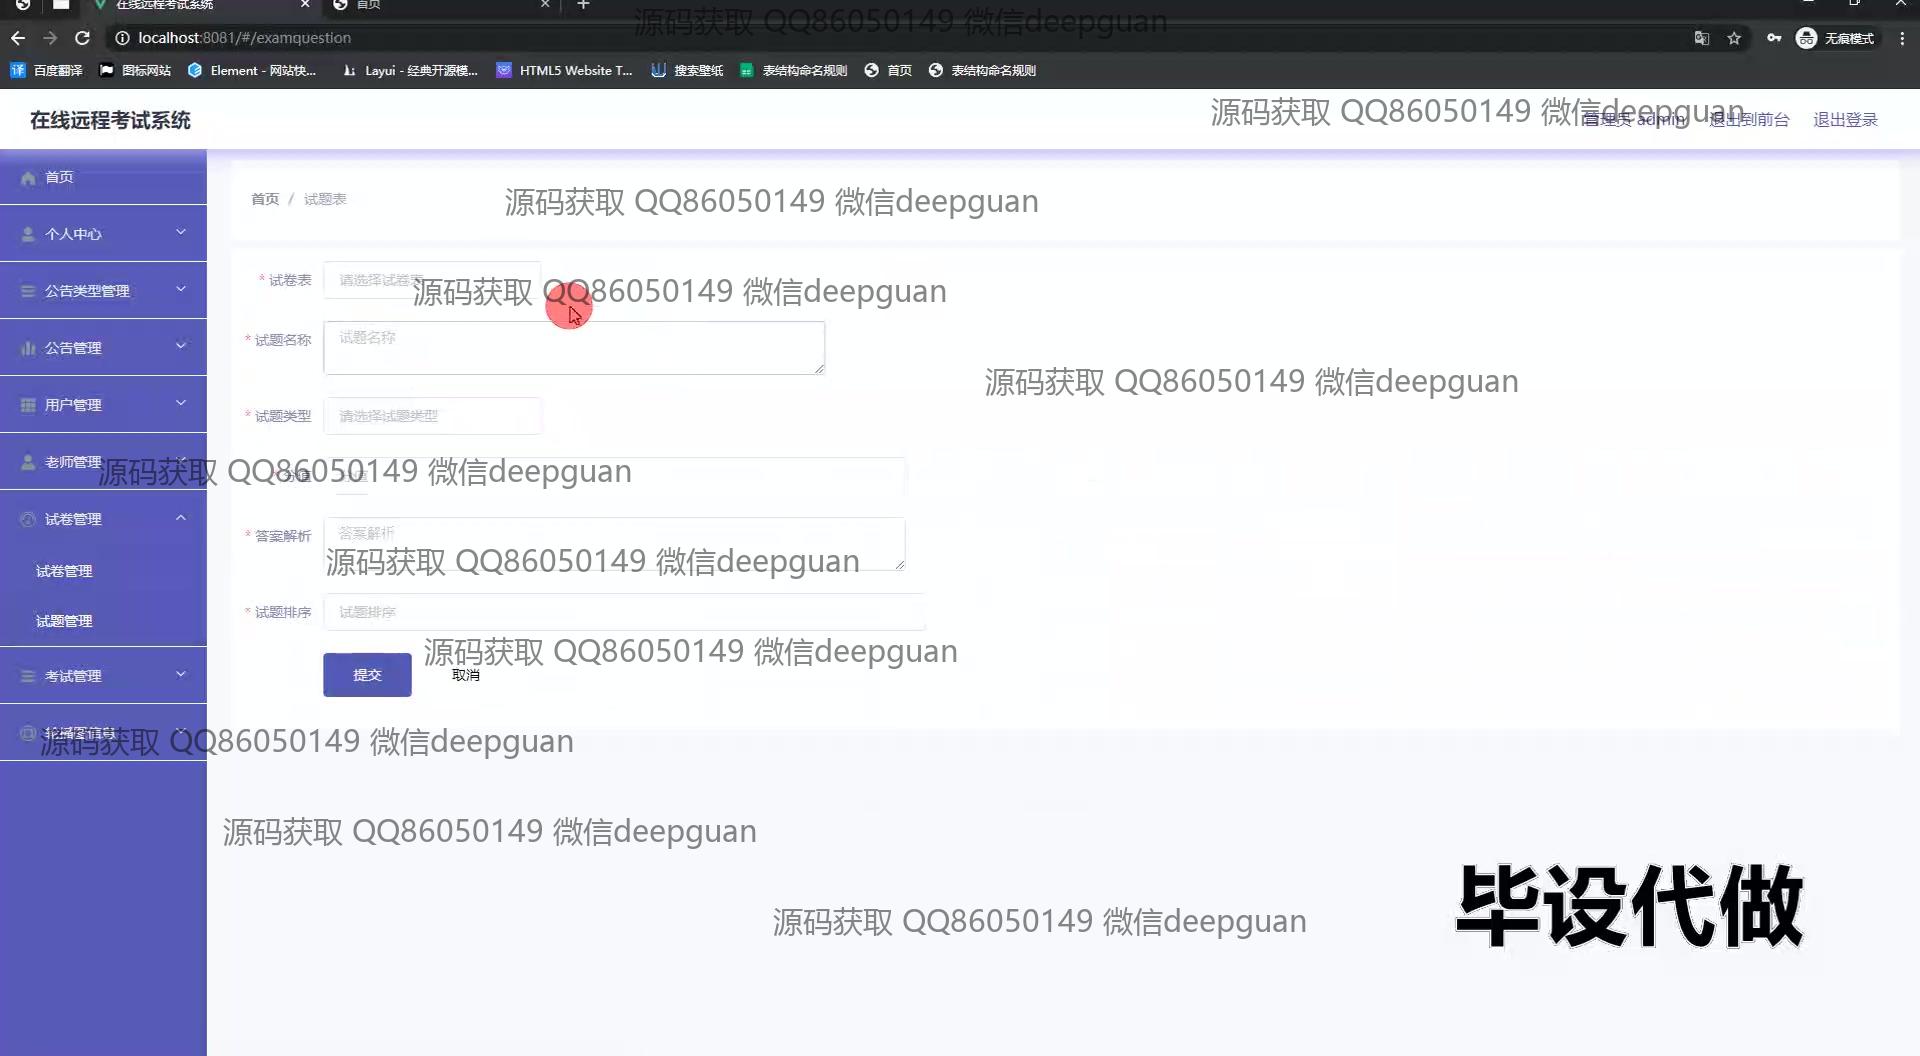 在线远程考试系统
首页
源码获取 QQ86050149 微信deepguan
localhost:8081/#/examquestion
无痕模式
百度翻译
图标网站
Element - 网站快...
Layui - 经典开源模...
HTML5 Website T...
搜索壁纸
表结构命名规则
首页
表结构命名规则
在线远程考试系统
源码获取 QQ86050149 微信deepguan
管理员 admin
退出到前台
退出登录
首页
首页 / 试题表
源码获取 QQ86050149 微信deepguan
个人中心
* 试卷表
请选择试卷表
源码获取 QQ86050149 微信deepguan
公告类型管理
* 试题名称
试题名称
公告管理
源码获取 QQ86050149 微信deepguan
用户管理
* 试题类型
请选择试题类型
老师管理
源码获取 QQ86050149 微信deepguan
* 分值
分值
试卷管理
* 答案解析
答案解析
源码获取 QQ86050149 微信deepguan
试卷管理
* 试题排序
试题排序
试题管理
源码获取 QQ86050149 微信deepguan
提交
取消
考试管理
轮播图信息
源码获取 QQ86050149 微信deepguan
源码获取 QQ86050149 微信deepguan
毕设代做
源码获取 QQ86050149 微信deepguan